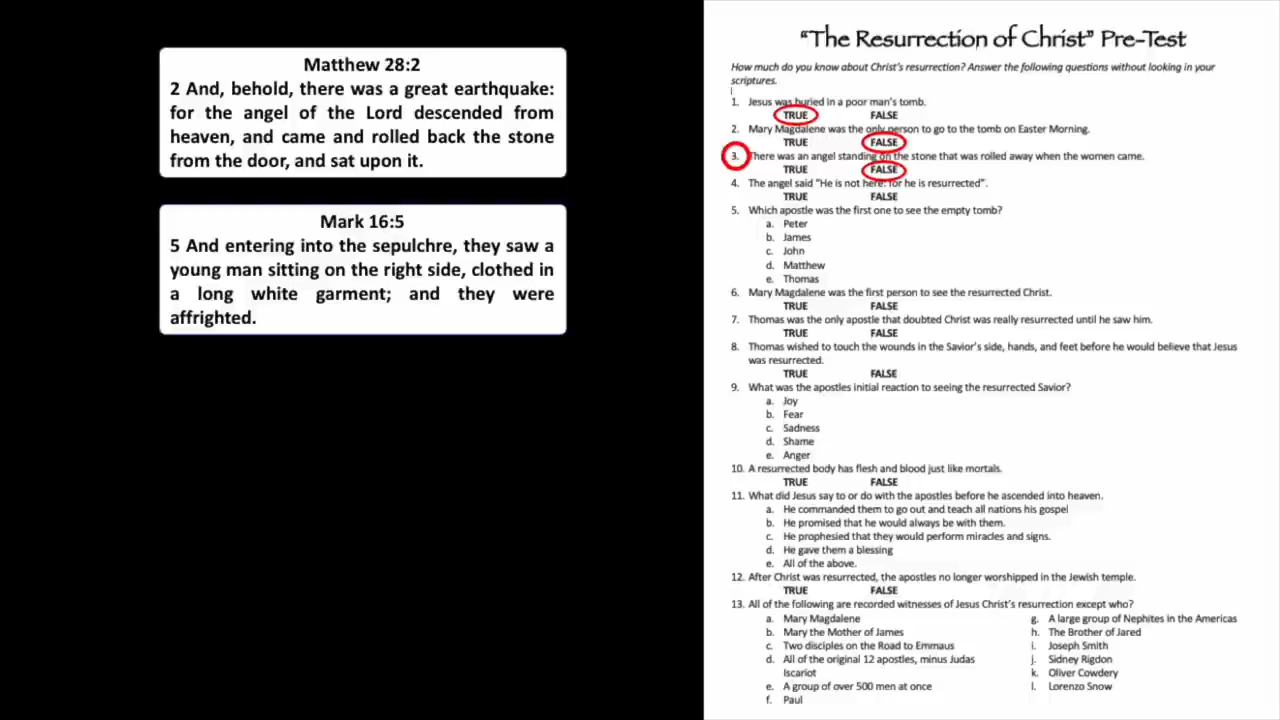 Matthew 28:2
2 And, behold, there was a great earthquake:
for the angel of the Lord descended from
heaven, and came and rolled back the stone
from the door, and sat upon it.
Mark 16:5
5 And entering into the sepulchre, they saw a
young man sitting on the right side, clothed in
a long white garment; and they were
affrighted.
“The Resurrection of Christ” Pre-Test
How much do you know about Christ’s resurrection? Answer the following questions without looking in your
scriptures.
1. Jesus was buried in a poor man’s tomb.
TRUE FALSE
2. Mary Magdalene was the only person to go to the tomb on Easter Morning.
TRUE FALSE
3. There was an angel standing on the stone that was rolled away when the women came.
TRUE FALSE
4. The angel said “He is not here: for he is resurrected”.
TRUE FALSE
5. Which apostle was the first one to see the empty tomb?
a. Peter
b. James
c. John
d. Matthew
e. Thomas
6. Mary Magdalene was the first person to see the resurrected Christ.
TRUE FALSE
7. Thomas was the only apostle that doubted Christ was really resurrected until he saw him.
TRUE FALSE
8. Thomas wished to touch the wounds in the Savior’s side, hands, and feet before he would believe that Jesus
was resurrected.
TRUE FALSE
9. What was the apostles initial reaction to seeing the resurrected Savior?
a. Joy
b. Fear
c. Sadness
d. Shame
e. Anger
10. A resurrected body has flesh and blood just like mortals.
TRUE FALSE
11. What did Jesus say to or do with the apostles before he ascended into heaven.
a. He commanded them to go out and teach all nations his gospel
b. He promised that he would always be with them.
c. He prophesied that they would perform miracles and signs.
d. He gave them a blessing
e. All of the above.
12. After Christ was resurrected, the apostles no longer worshipped in the Jewish temple.
TRUE FALSE
13. All of the following are recorded witnesses of Jesus Christ’s resurrection except who?
a. Mary Magdalene
b. Mary the Mother of James
c. Two disciples on the Road to Emmaus
d. All of the original 12 apostles, minus Judas
Iscariot
e. A group of over 500 men at once
f. Paul
g. A large group of Nephites in the Americas
h. The Brother of Jared
i. Joseph Smith
j. Sidney Rigdon
k. Oliver Cowdery
l. Lorenzo Snow